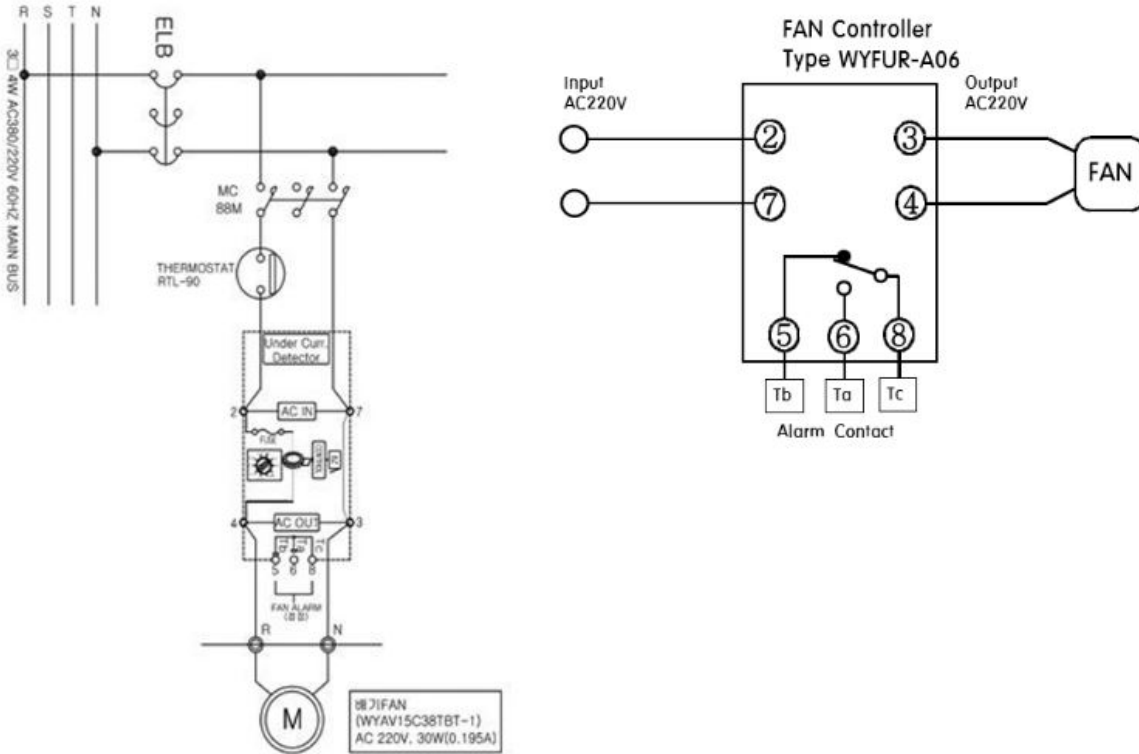 R S T N
ELB
3□ 4W AC380/220V 60HZ MAIN BUS
MC
88M
THERMOSTAT
RTL-90
Under Curr.
Detector
2
AC IN
7
FUSE
CONTROL
4
AC OUT
3
Tb
Ta
Tc
5
6
8
FAN ALARM
R
N
M
배기FAN
(WYAV15C38TBT-1)
AC 220V, 30W(0.195A)
FAN Controller
Type WYFUR-A06
Input
AC220V
Output
AC220V
②
③
FAN
⑦
④
⑤
⑥
⑧
Tb
Ta
Tc
Alarm Contact